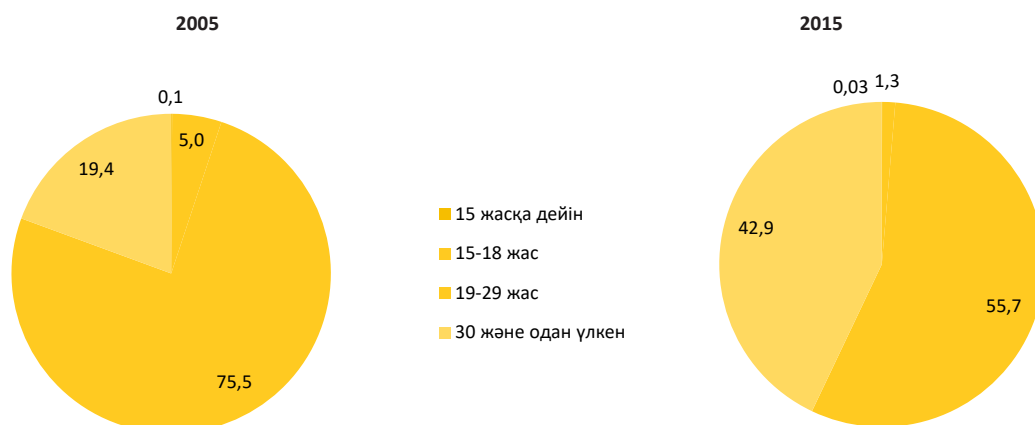 2005
0,1
5,0
19,4
75,5
15 жасқа дейін
15-18 жас
19-29 жас
30 және одан үлкен
2015
0,03
1,3
42,9
55,7